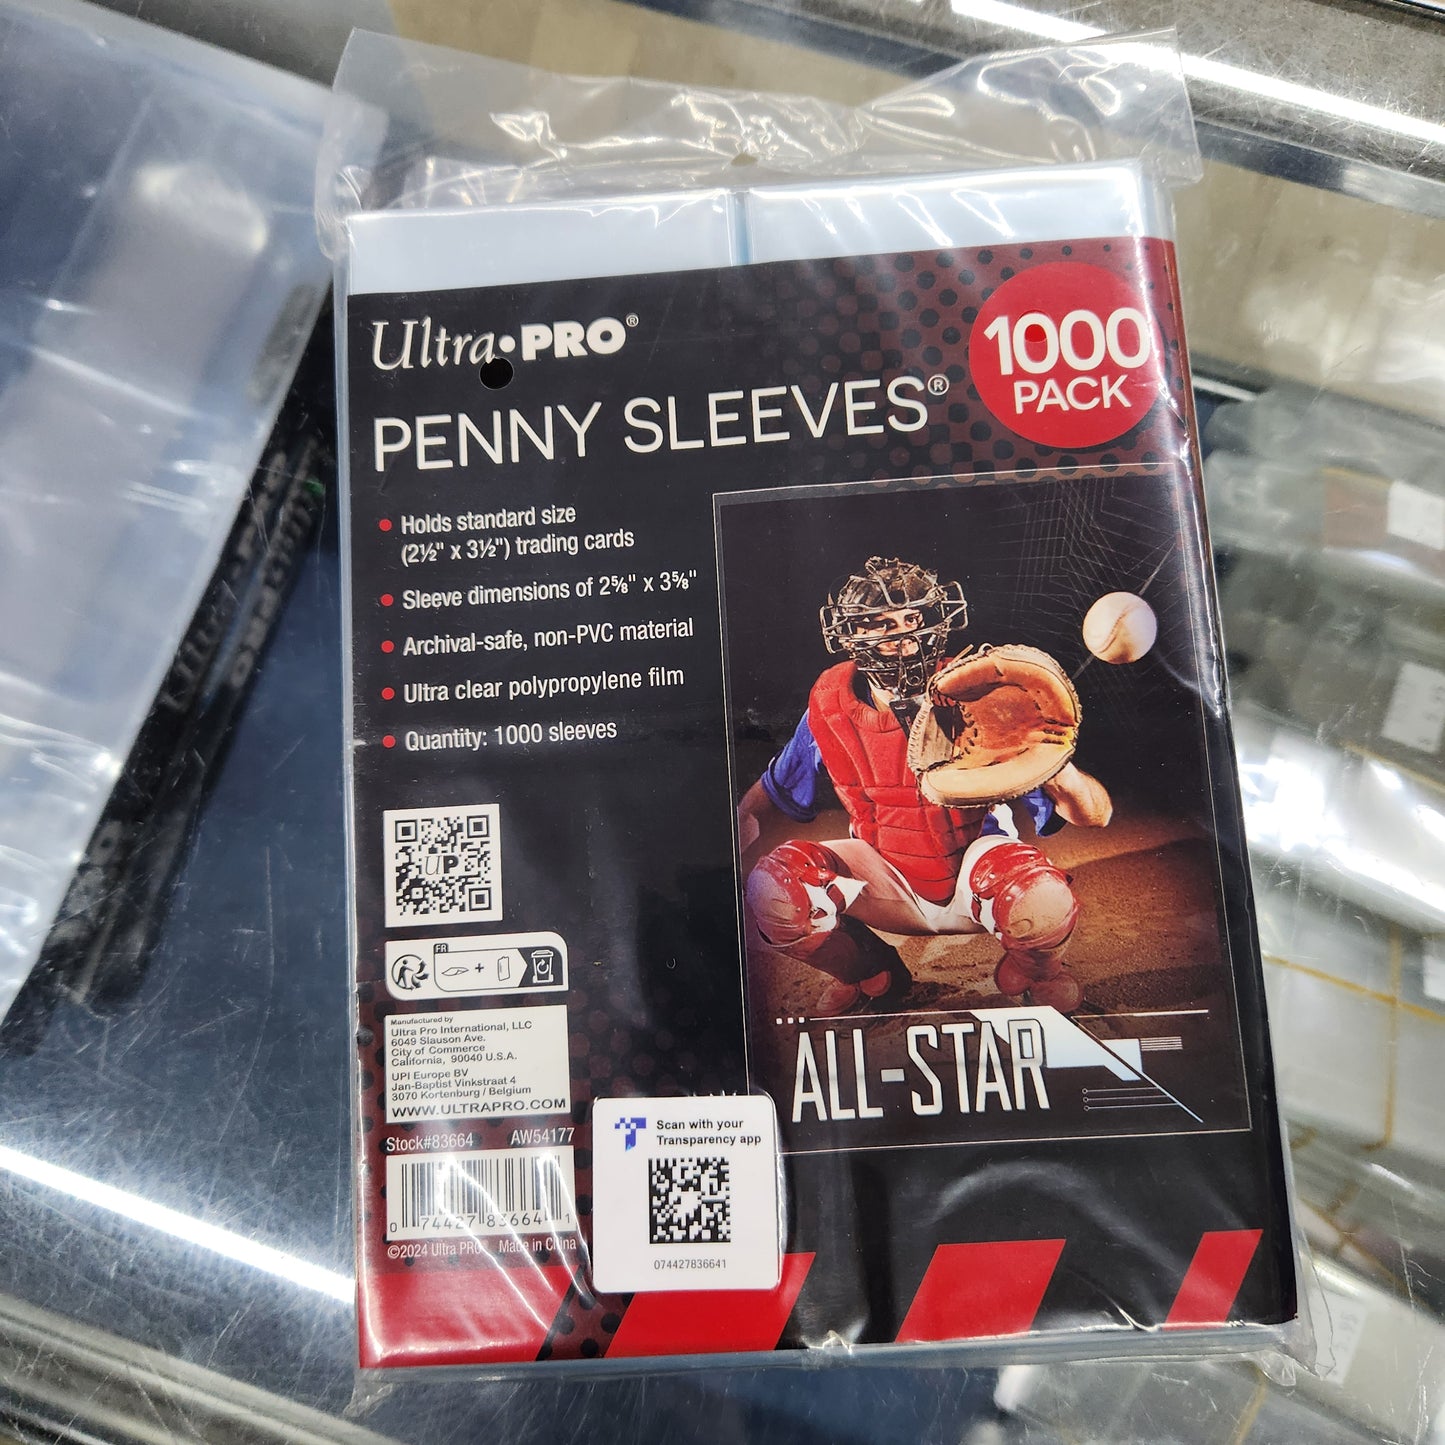 Ultra•PRO®
PENNY SLEEVES®
1000
PACK
• Holds standard size
(2½" x 3½") trading cards
• Sleeve dimensions of 2⅝" x 3⅝"
• Archival-safe, non-PVC material
• Ultra clear polypropylene film
• Quantity: 1000 sleeves
UP
FR
+
Manufactured by
Ultra Pro International, LLC
6049 Slauson Ave.
City of Commerce
California, 90040 U.S.A.
UPI Europe BV
Jan-Baptist Vinkstraat 4
3070 Kortenburg / Belgium
WWW.ULTRAPRO.COM
Stock#83664 AW54177
0 74427 83664 1
©2024 Ultra PRO® Made in China
Scan with your
Transparency app
074427836641
ALL-STAR